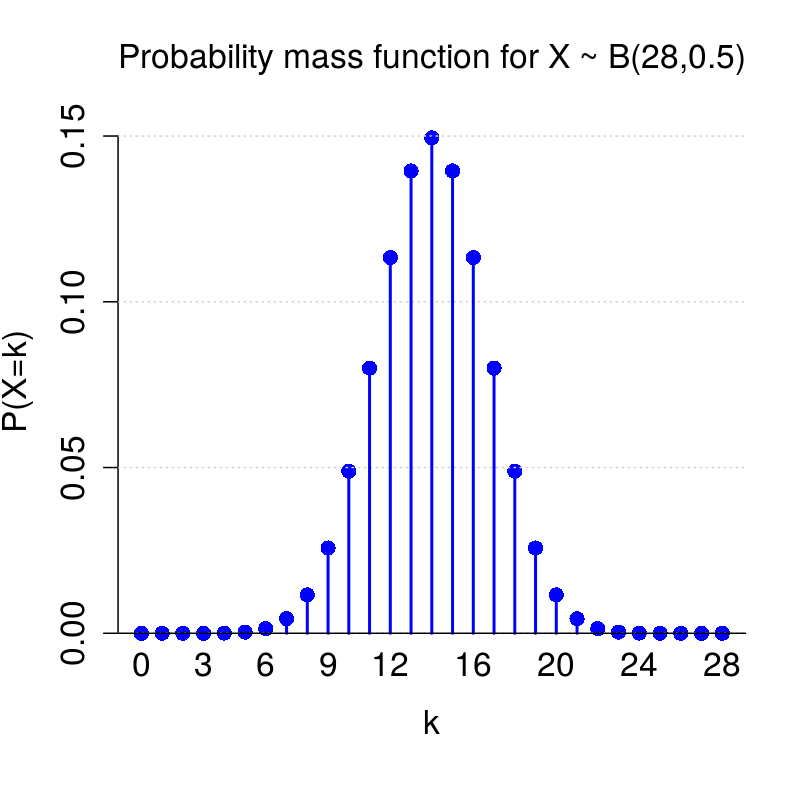 Probability mass function for X ~ B(28,0.5)
0.15
0.10
0.05
0.00
P(X=k)
0 3 6 9 12 16 20 24 28
k